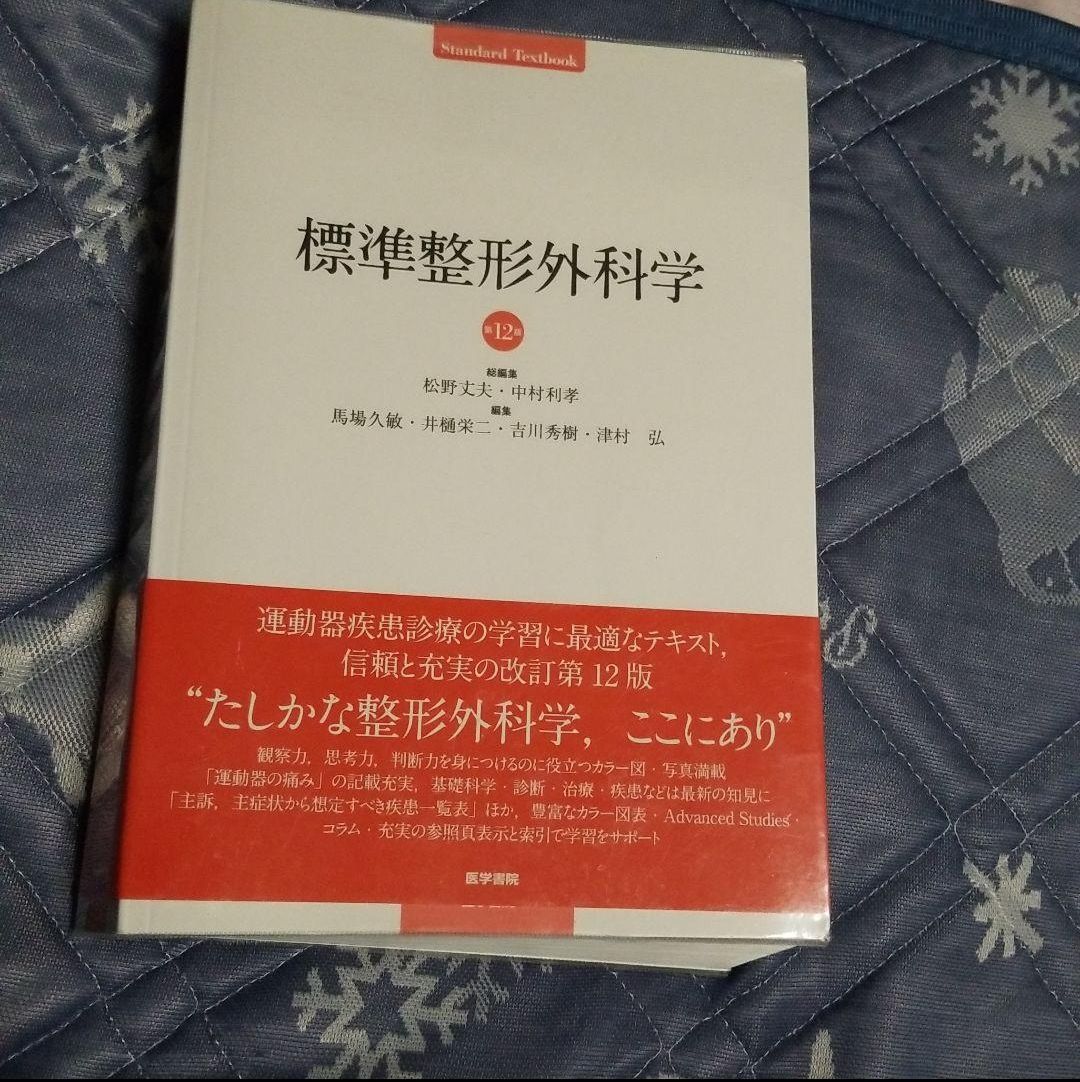 Standard Textbook
標準整形外科学
第12版
総編集
松野丈夫・中村利孝
編集
馬場久敏・井樋栄二・吉川秀樹・津村 弘
運動器疾患診療の学習に最適なテキスト,
信頼と充実の改訂第12版
“たしかな整形外科学, ここにあり”
観察力, 思考力, 判断力を身につけるのに役立つカラー図・写真満載
「運動器の痛み」の記載充実, 基礎科学・診断・治療・疾患などは最新の知見に
「主訴, 主症状から想定すべき疾患一覧表」ほか, 豊富なカラー図表・Advanced Studies・
コラム・充実の参照頁表示と索引で学習をサポート
医学書院